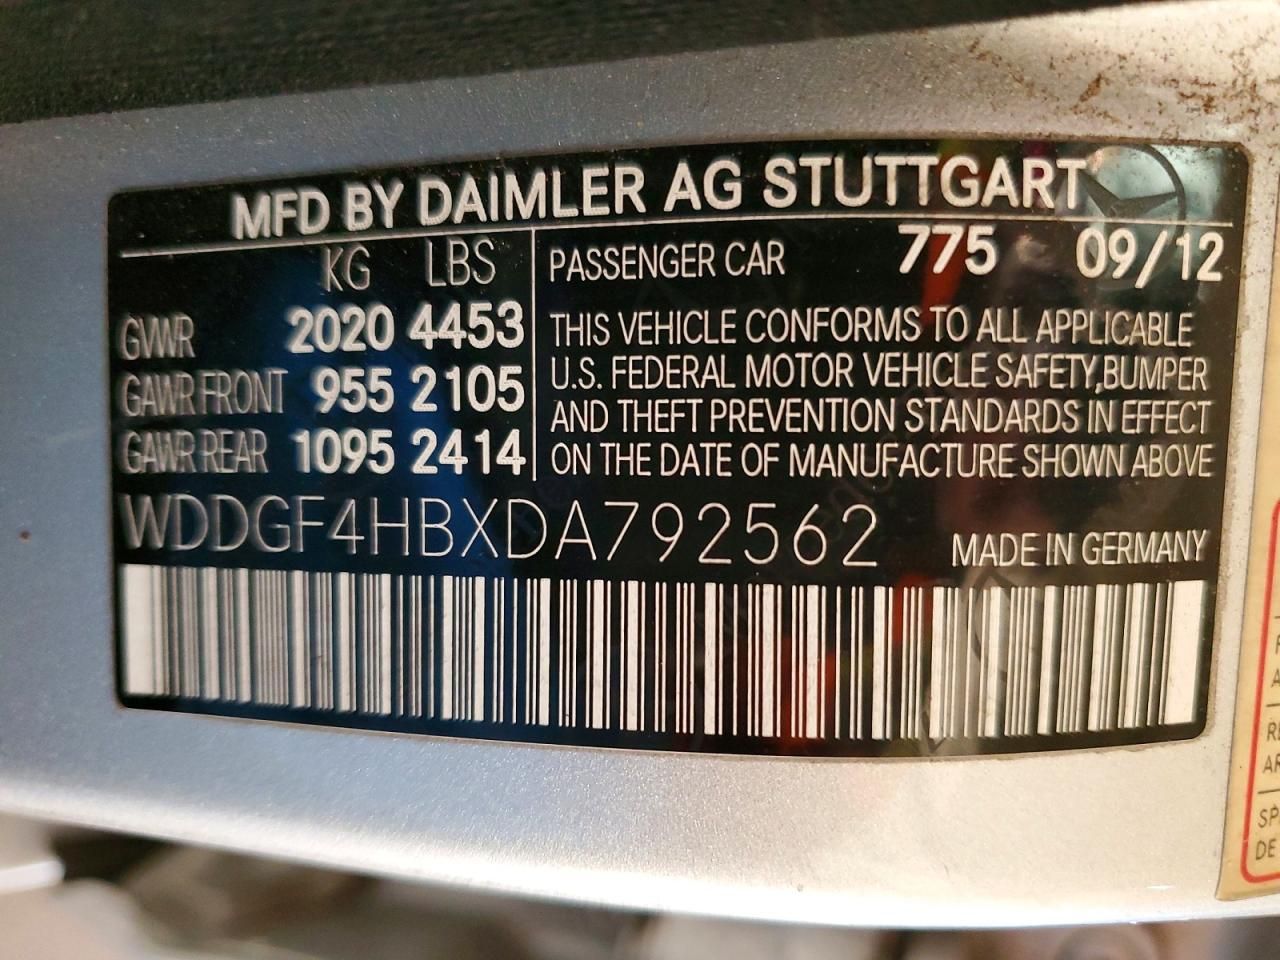 MFD BY DAIMLER AG STUTTGART
KG LBS
GVWR 2020 4453
GAWR FRONT 955 2105
GAWR REAR 1095 2414
PASSENGER CAR 775 09/12
THIS VEHICLE CONFORMS TO ALL APPLICABLE
U.S. FEDERAL MOTOR VEHICLE SAFETY,BUMPER
AND THEFT PREVENTION STANDARDS IN EFFECT
ON THE DATE OF MANUFACTURE SHOWN ABOVE
WDDGF4HBXDA792562
MADE IN GERMANY
SP
DE